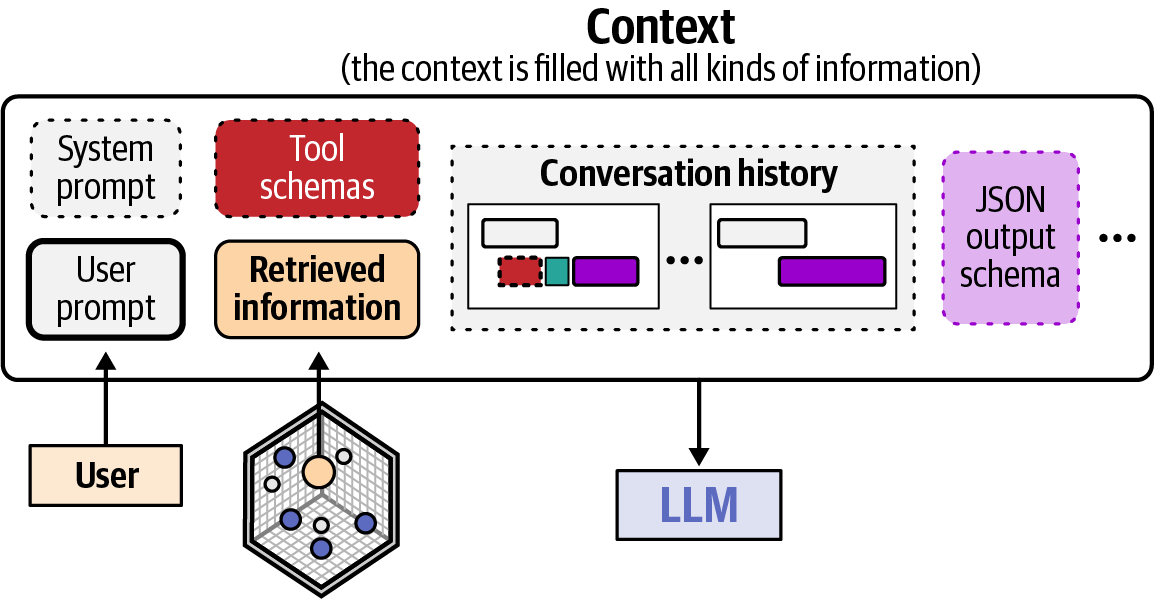 Context
(the context is filled with all kinds of information)
System
prompt
Tool
schemas
Conversation history
JSON
output
schema
...
User
prompt
Retrieved
information
...
User
LLM